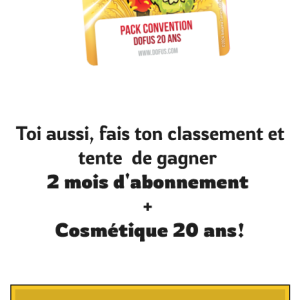 PACK CONVENTION
DOFUS 20 ANS
WWW.DOFUS.COM
Toi aussi, fais ton classement et
tente de gagner
2 mois d'abonnement
+
Cosmétique 20 ans!